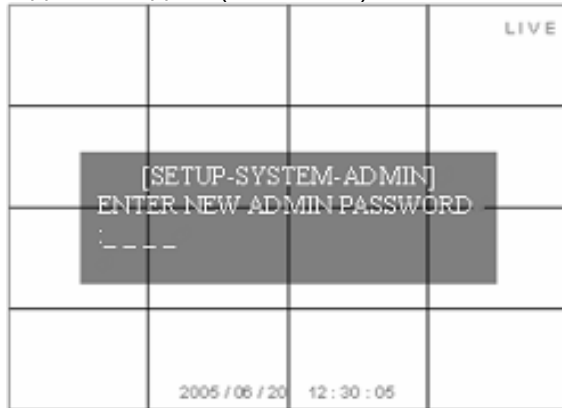 LIVE
[SETUP-SYSTEM-ADMIN]
ENTER NEW ADMIN PASSWORD
:_ _ _ _
2005/06/20 12:30:05